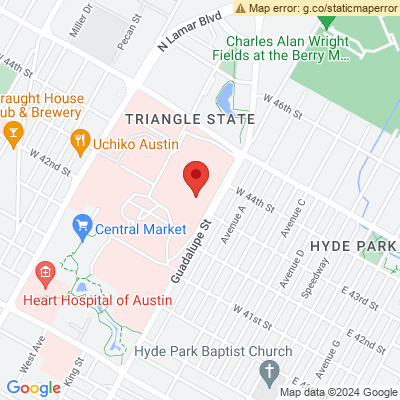 Map error: g.co/staticmaperror
Miller Dr
Pecan St
N Lamar Blvd
Charles Alan Wright
Fields at the Berry M...
W 44th St
W 46th St
raught House
ub & Brewery
TRIANGLE STATE
Uchiko Austin
W 42nd St
W 44th St
Avenue A
Avenue C
Central Market
Guadalupe St
HYDE PARK
Avenue D
Speedway
Heart Hospital of Austin
E 43rd St
W 41st St
E 42nd St
West Ave
King St
Hyde Park Baptist Church
Avenue G
Google
Map data ©2024 Google